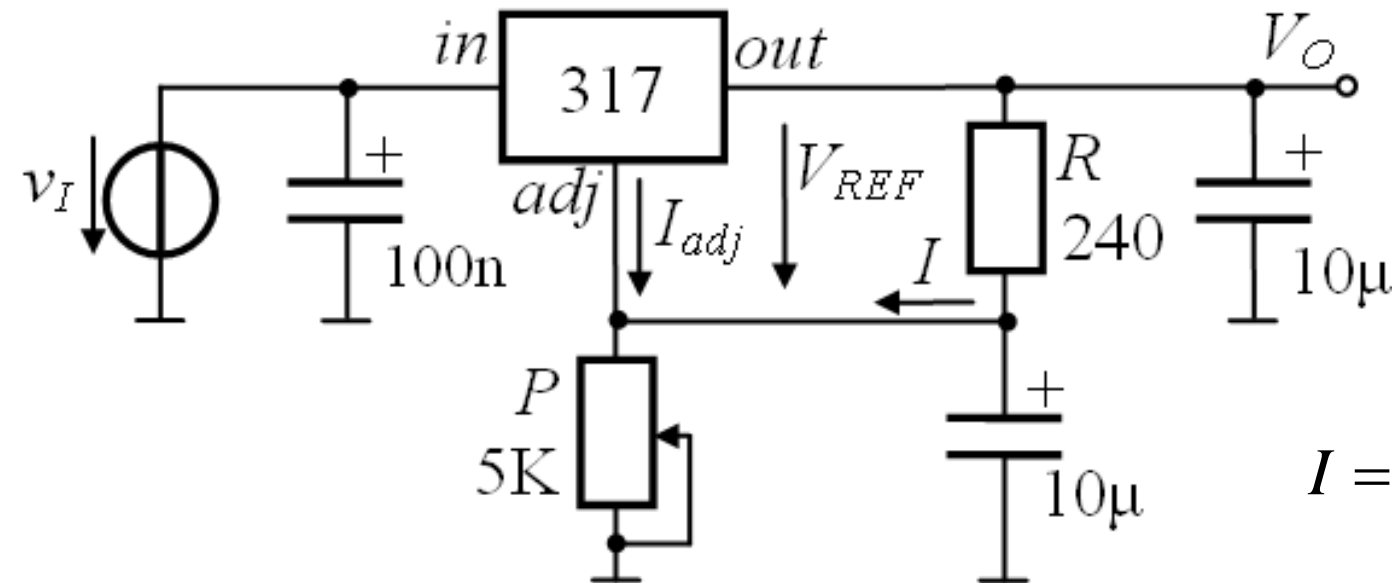 in 317 out V_O
+ V_REF R +
v_I adj I_adj 240
100n I 10µ
P +
5K 10µ I =